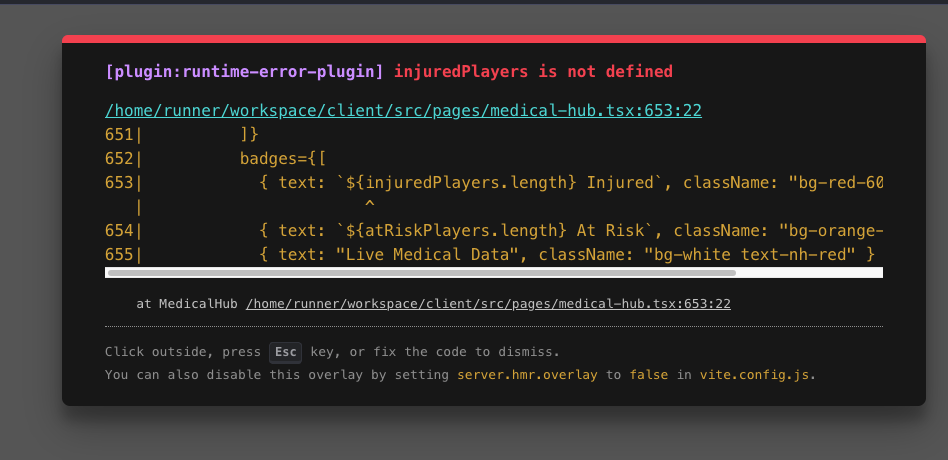 [plugin:runtime-error-plugin] injuredPlayers is not defined
/home/runner/workspace/client/src/pages/medical-hub.tsx:653:22
651|          ]}
652|          badges={[
653|            { text: `${injuredPlayers.length} Injured`, className: "bg-red-60
   |                       ^
654|            { text: `${atRiskPlayers.length} At Risk`, className: "bg-orange-
655|            { text: "Live Medical Data", className: "bg-white text-nh-red" }
at MedicalHub /home/runner/workspace/client/src/pages/medical-hub.tsx:653:22
Click outside, press Esc key, or fix the code to dismiss.
You can also disable this overlay by setting server.hmr.overlay to false in vite.config.js.